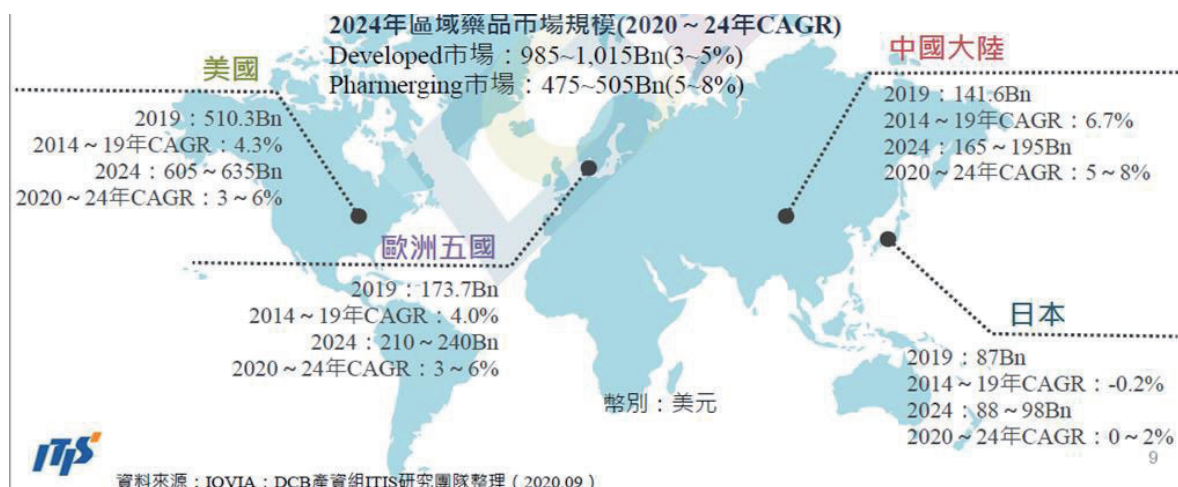 2024年區域藥品市場規模(2020～24年CAGR)
Developed市場：985~1,015Bn(3~5%)
Pharmerging市場：475~505Bn(5~8%)
美國
2019：510.3Bn
2014～19年CAGR：4.3%
2024：605～635Bn
2020～24年CAGR：3～6%
歐洲五國
2019：173.7Bn
2014～19年CAGR：4.0%
2024：210～240Bn
2020～24年CAGR：3～6%
中國大陸
2019：141.6Bn
2014～19年CAGR：6.7%
2024：165～195Bn
2020～24年CAGR：5～8%
日本
2019：87Bn
2014～19年CAGR：-0.2%
2024：88～98Bn
2020～24年CAGR：0～2%
幣別：美元
9
ITIS
資料來源：IQVIA；DCB產資組ITIS研究團隊整理（2020.09）